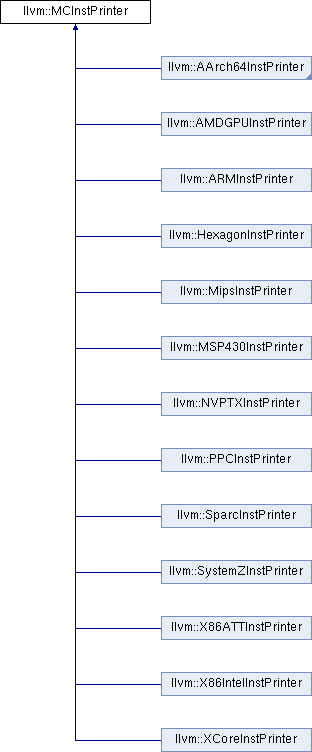 llvm::MCInstPrinter
llvm::AArch64InstPrinter
llvm::AMDGPUInstPrinter
llvm::ARMInstPrinter
llvm::HexagonInstPrinter
llvm::MipsInstPrinter
llvm::MSP430InstPrinter
llvm::NVPTXInstPrinter
llvm::PPCInstPrinter
llvm::SparcInstPrinter
llvm::SystemZInstPrinter
llvm::X86ATTInstPrinter
llvm::X86IntelInstPrinter
llvm::XCoreInstPrinter